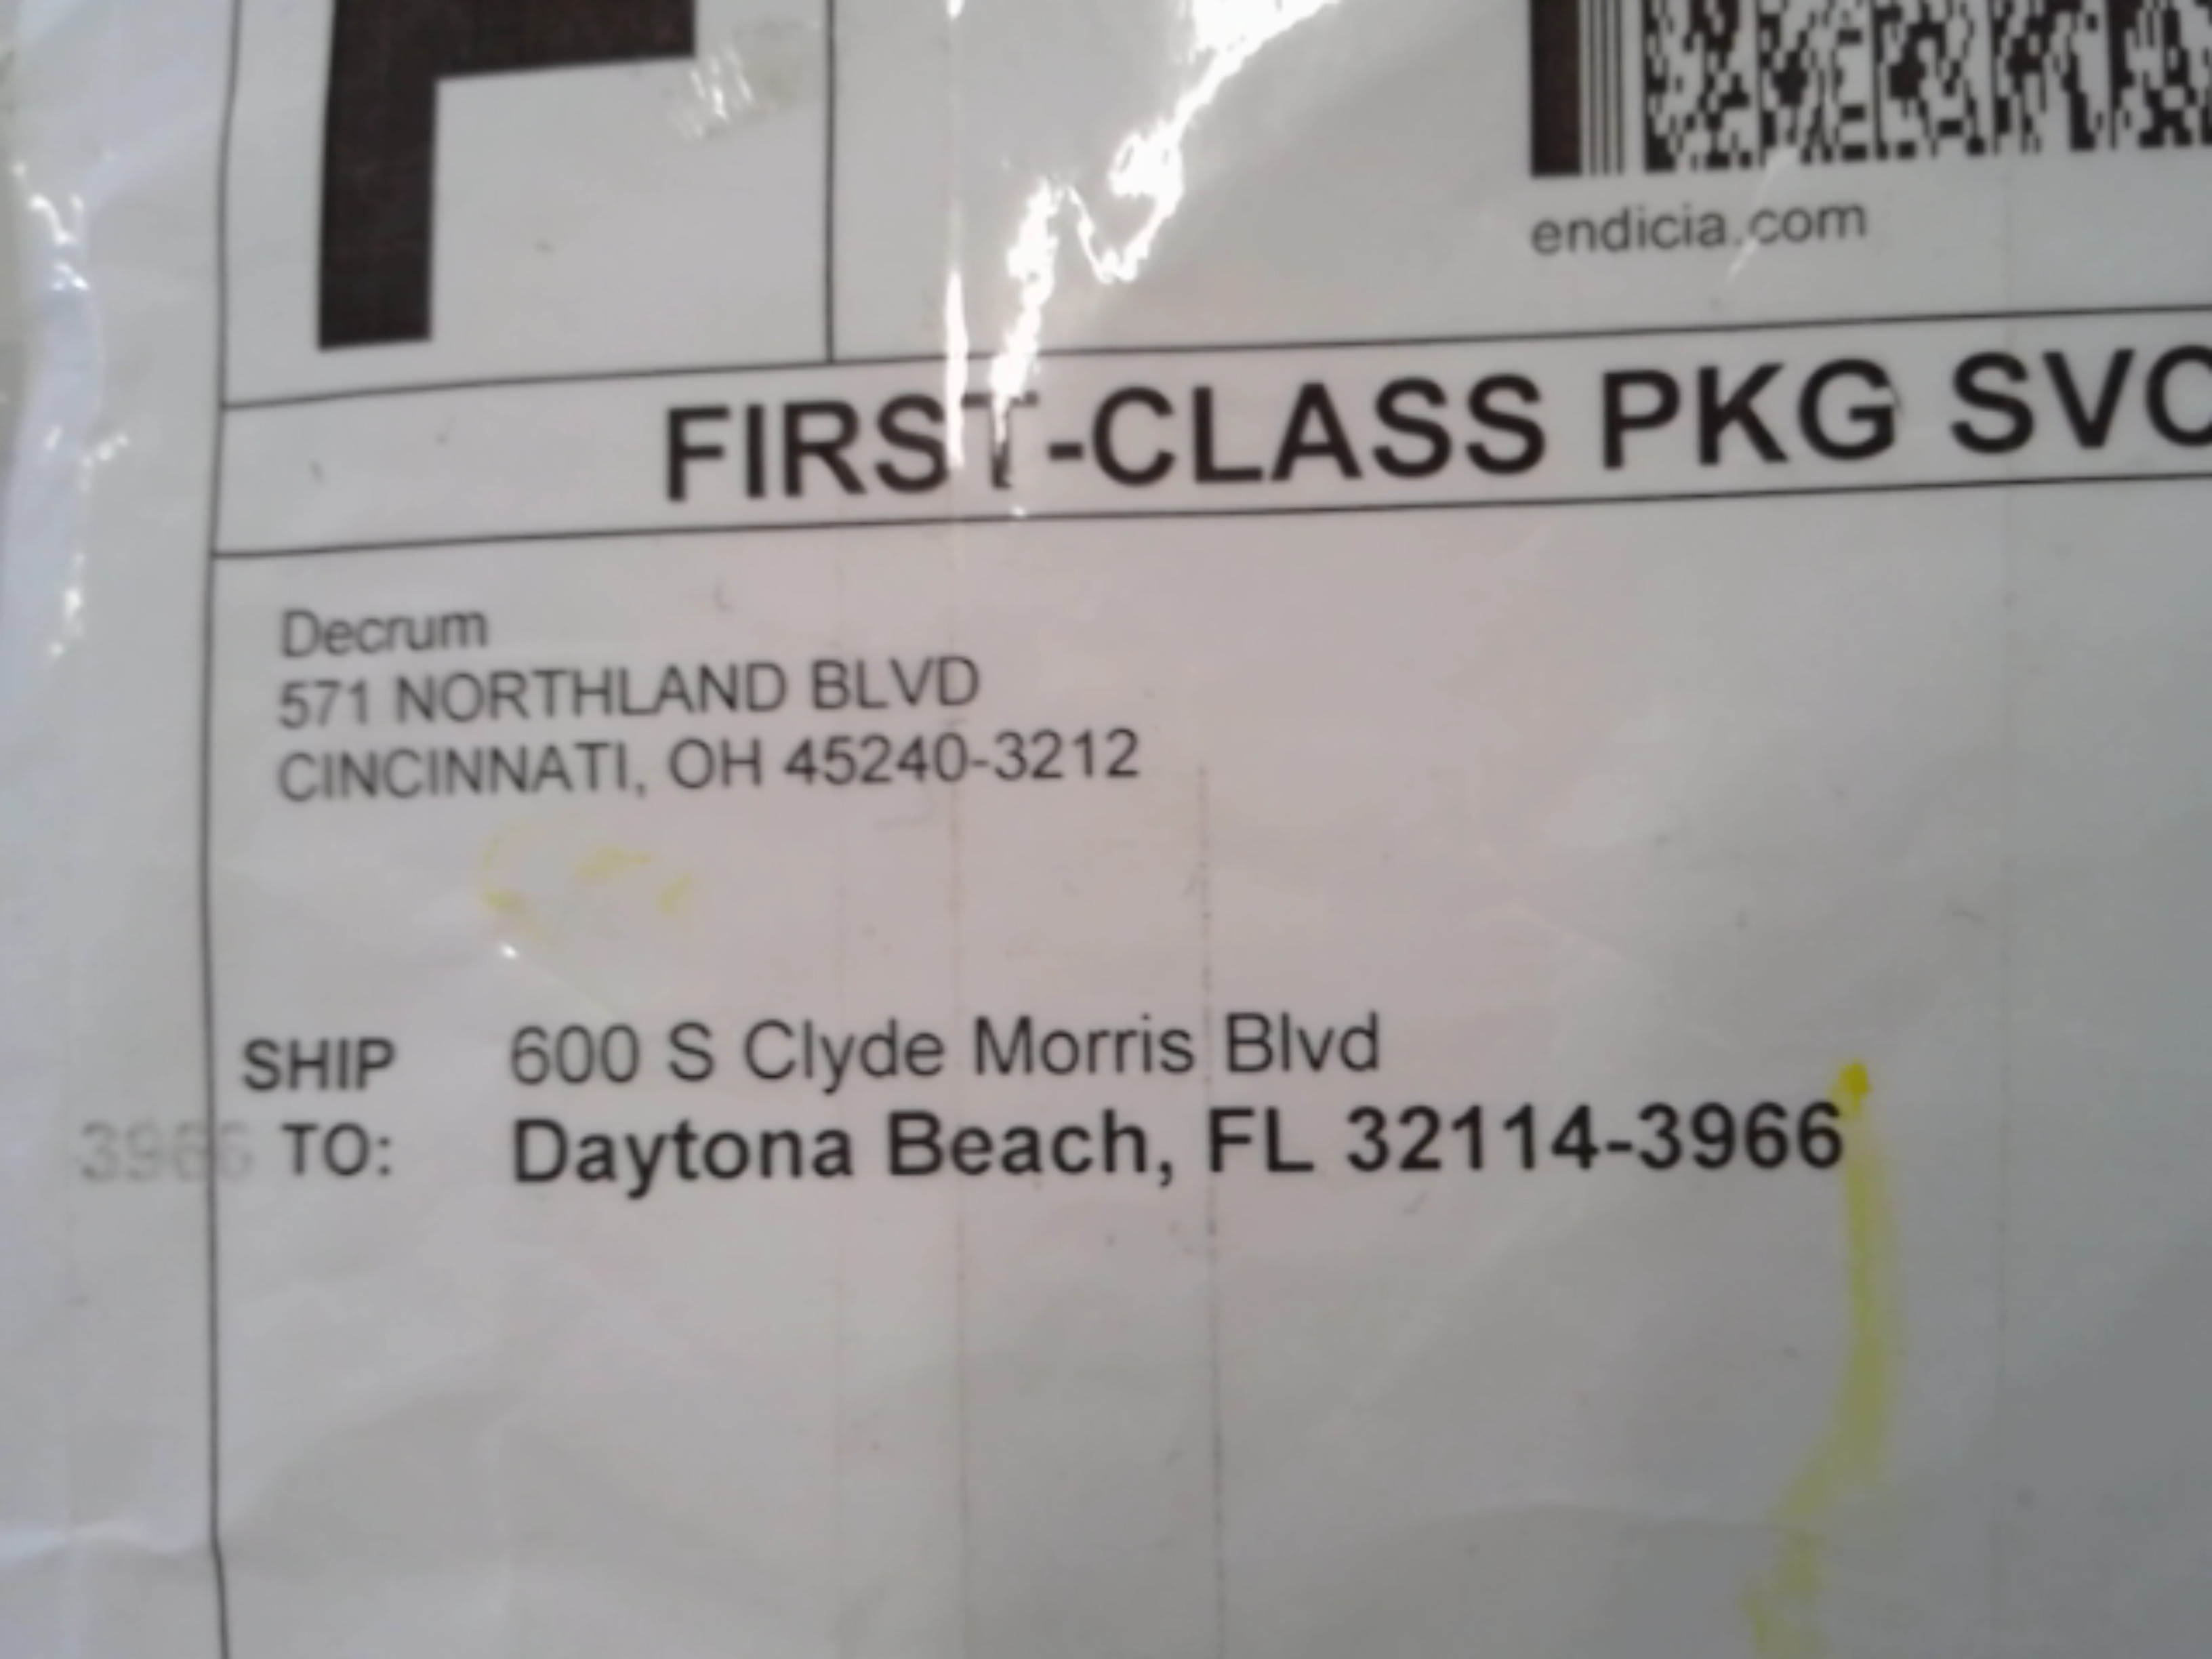 F
endicia.com
FIRST-CLASS PKG SVC
Decrum
571 NORTHLAND BLVD
CINCINNATI, OH 45240-3212
SHIP 600 S Clyde Morris Blvd
3966 TO: Daytona Beach, FL 32114-3966